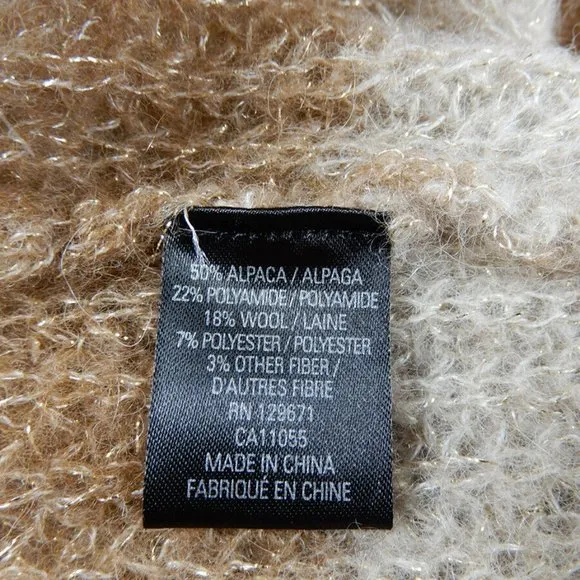 50% ALPACA / ALPAGA
22% POLYAMIDE / POLYAMIDE
18% WOOL / LAINE
7% POLYESTER / POLYESTER
3% OTHER FIBER /
D'AUTRES FIBRE
RN 129671
CA11055
MADE IN CHINA
FABRIQUÉ EN CHINE